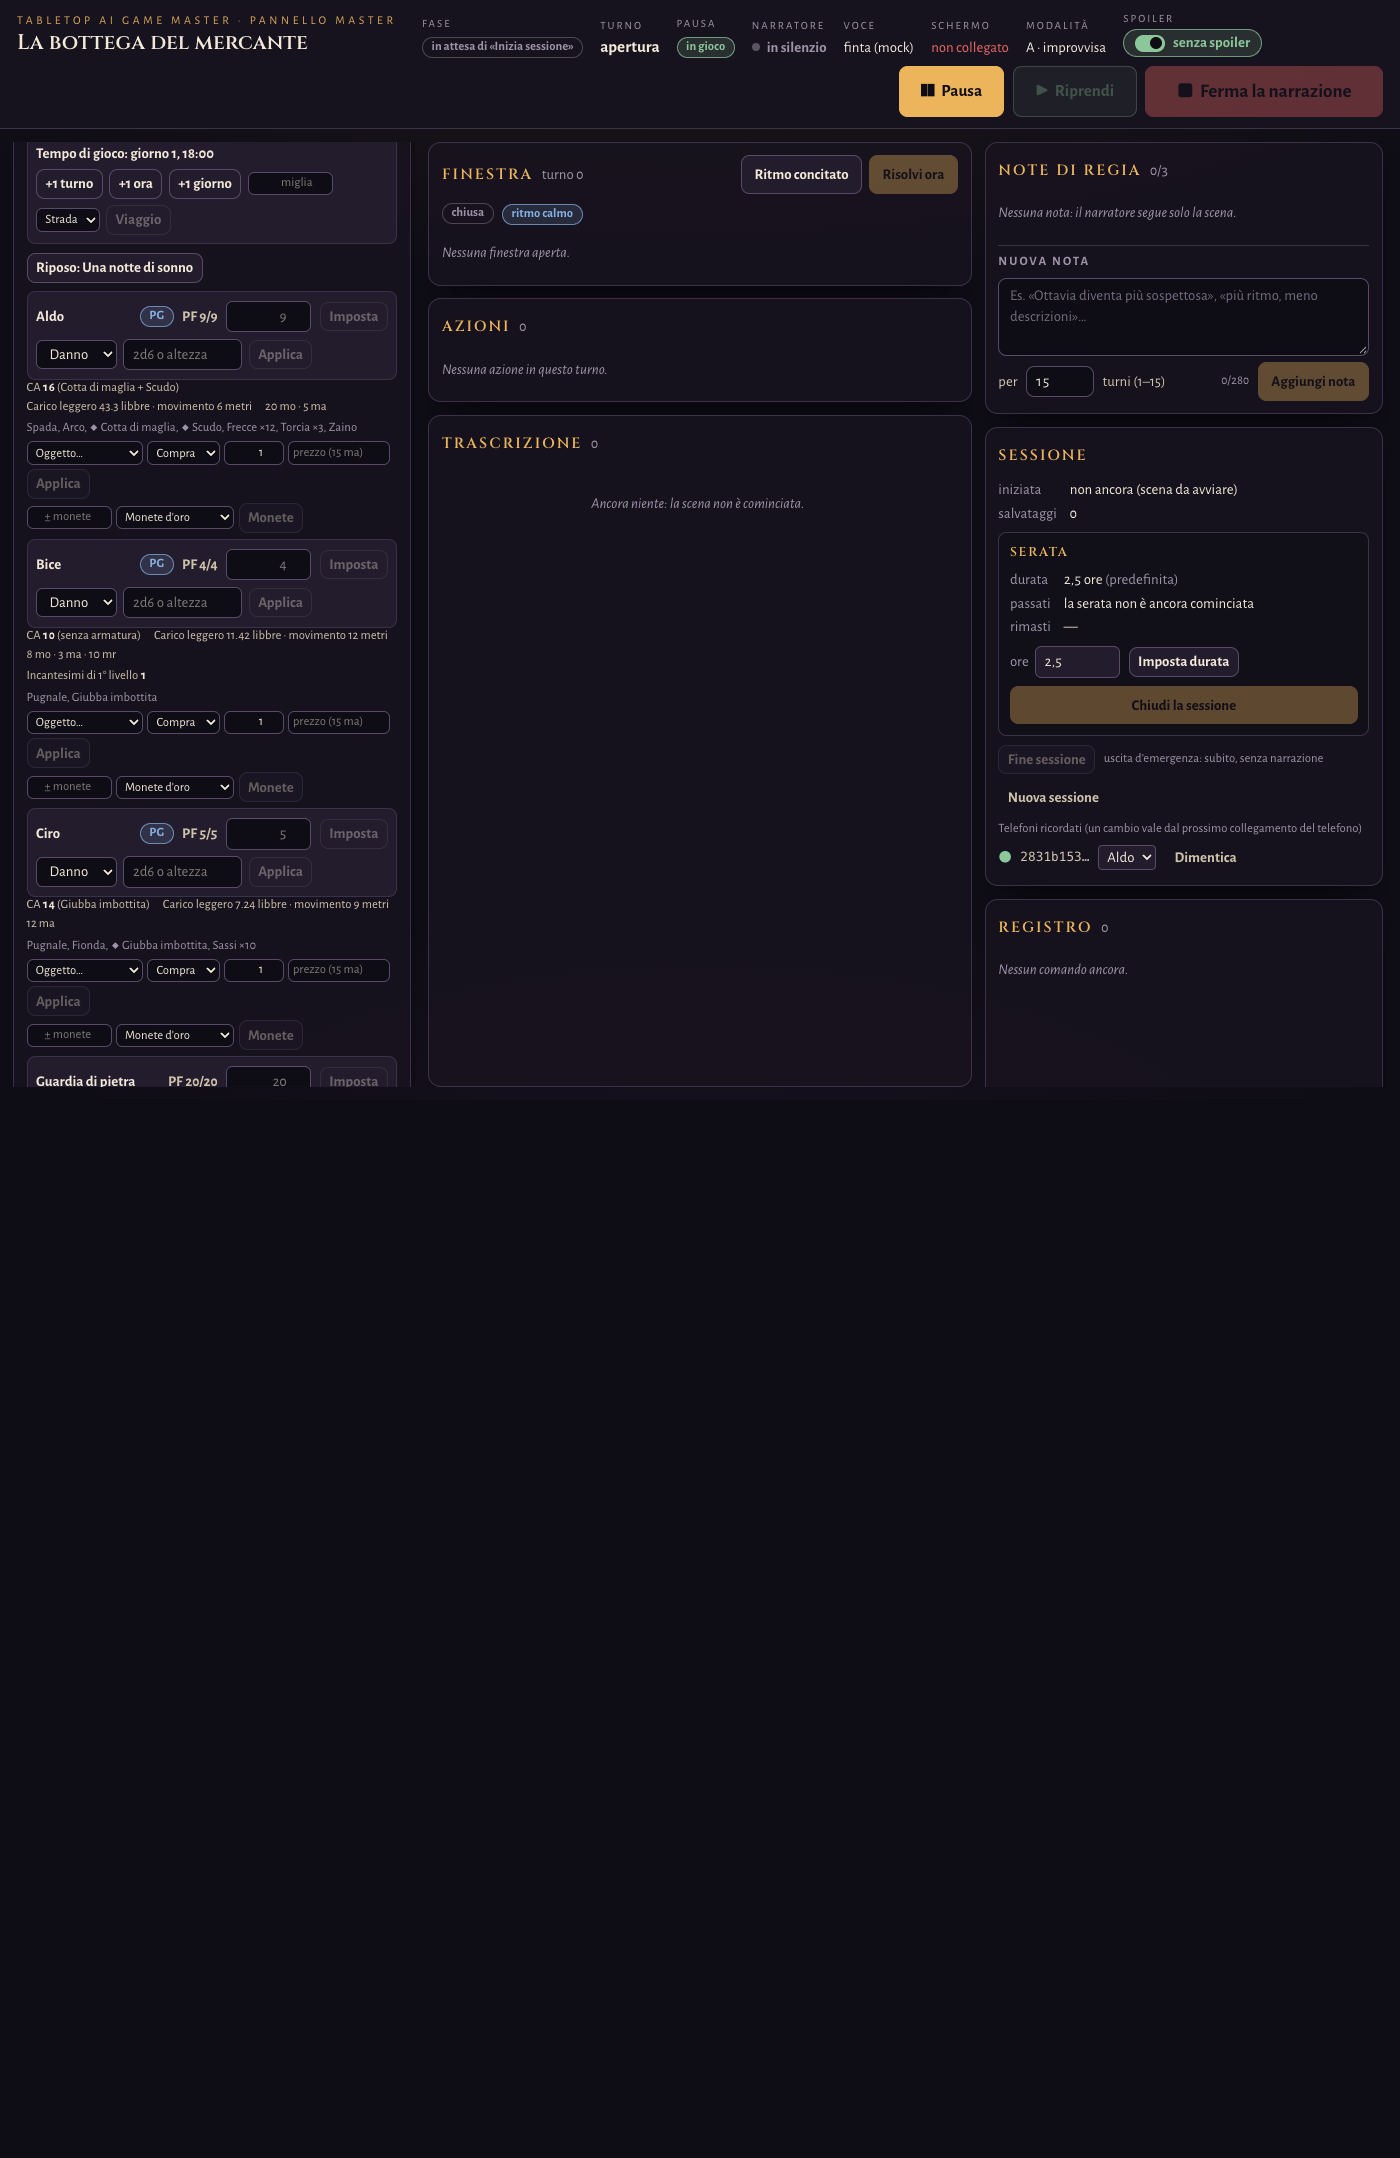 TABLETOP AI GAME MASTER · PANNELLO MASTER
La bottega del mercante
FASE
in attesa di «Inizia sessione»
TURNO
apertura
PAUSA
in gioco
NARRATORE
in silenzio
VOCE
finta (mock)
SCHERMO
non collegato
MODALITÀ
A · improvvisa
SPOILER
senza spoiler
Pausa
Riprendi
Ferma la narrazione
Tempo di gioco: giorno 1, 18:00
+1 turno
+1 ora
+1 giorno
miglia
Strada
Viaggio
Riposo: Una notte di sonno
Aldo
PG
PF 9/9
9
Imposta
Danno
2d6 o altezza
Applica
CA 16 (Cotta di maglia + Scudo)
Carico leggero 43.3 libbre · movimento 6 metri 20 mo · 5 ma
Spada, Arco, ◆ Cotta di maglia, ◆ Scudo, Frecce ×12, Torcia ×3, Zaino
Oggetto...
Compra
1
prezzo (15 ma)
Applica
± monete
Monete d'oro
Monete
Bice
PG
PF 4/4
4
Imposta
Danno
2d6 o altezza
Applica
CA 10 (senza armatura) Carico leggero 11.42 libbre · movimento 12 metri
8 mo · 3 ma · 10 mr
Incantesimi di 1° livello 1
Pugnale, Giubba imbottita
Oggetto...
Compra
1
prezzo (15 ma)
Applica
± monete
Monete d'oro
Monete
Ciro
PG
PF 5/5
5
Imposta
Danno
2d6 o altezza
Applica
CA 14 (Giubba imbottita) Carico leggero 7.24 libbre · movimento 9 metri
12 ma
Pugnale, Fionda, ◆ Giubba imbottita, Sassi ×10
Oggetto...
Compra
1
prezzo (15 ma)
Applica
± monete
Monete d'oro
Monete
Guardia di pietra
PF 20/20
20
Imposta
FINESTRA turno 0
Ritmo concitato
Risolvi ora
chiusa
ritmo calmo
Nessuna finestra aperta.
AZIONI 0
Nessuna azione in questo turno.
TRASCRIZIONE 0
Ancora niente: la scena non è cominciata.
NOTE DI REGIA 0/3
Nessuna nota: il narratore segue solo la scena.
NUOVA NOTA
Es. «Ottavia diventa più sospettosa», «più ritmo, meno
descrizioni»...
per
15
turni (1–15)
0/280
Aggiungi nota
SESSIONE
iniziata non ancora (scena da avviare)
salvataggi 0
SERATA
durata 2,5 ore (predefinita)
passati la serata non è ancora cominciata
rimasti —
ore
2,5
Imposta durata
Chiudi la sessione
Fine sessione
uscita d'emergenza: subito, senza narrazione
Nuova sessione
Telefoni ricordati (un cambio vale dal prossimo collegamento del telefono)
2831b153…
Aldo
Dimentica
REGISTRO 0
Nessun comando ancora.